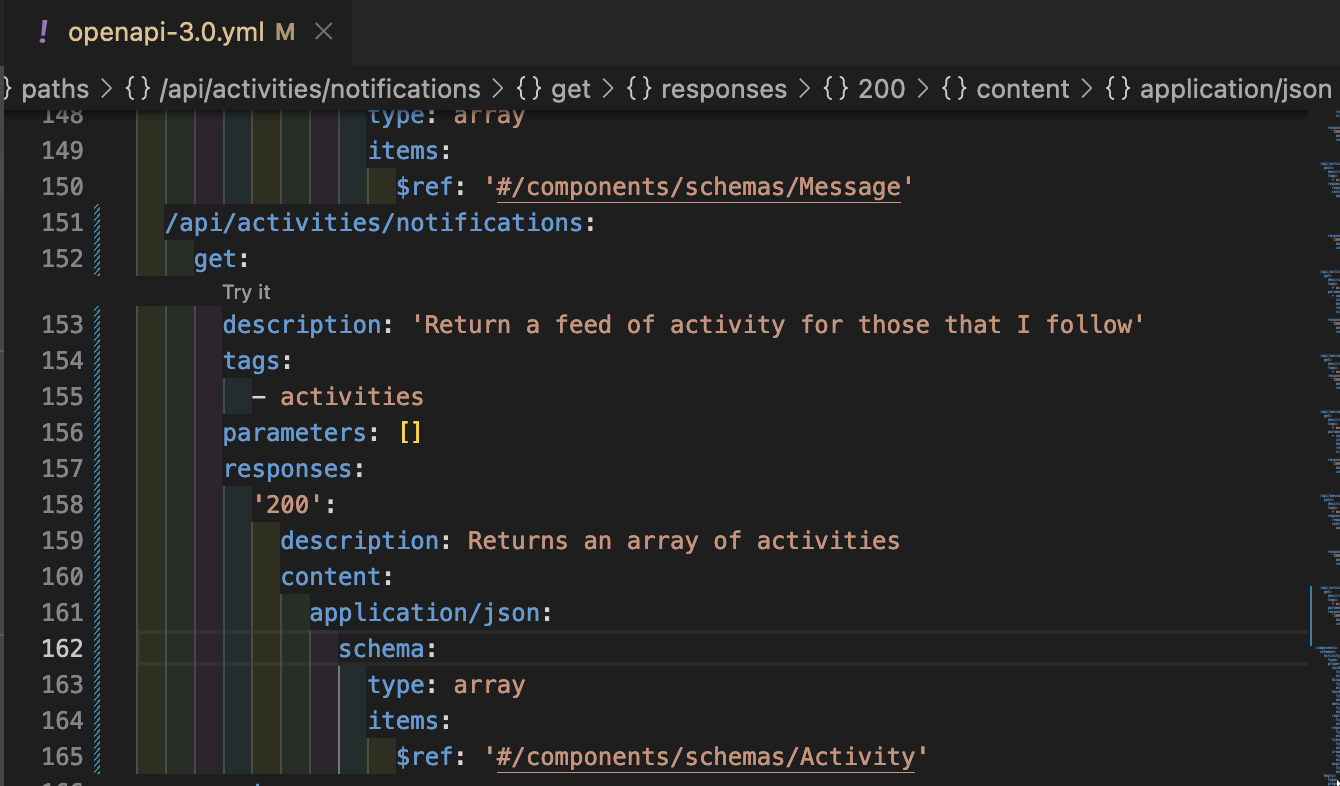 ! openapi-3.0.yml M ×
} paths > {} /api/activities/notifications > {} get > {} responses > {} 200 > {} content > {} application/json
148 type: array
149 items:
150 $ref: '#/components/schemas/Message'
151 /api/activities/notifications:
152 get:
Try it
153 description: 'Return a feed of activity for those that I follow'
154 tags:
155 - activities
156 parameters: []
157 responses:
158 '200':
159 description: Returns an array of activities
160 content:
161 application/json:
162 schema:
163 type: array
164 items:
165 $ref: '#/components/schemas/Activity'